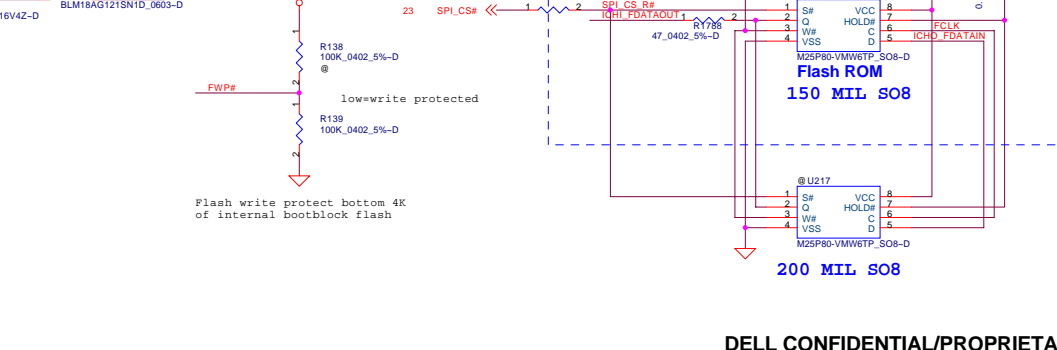 BLM18AG121SN1D_0603~D
16V4Z~D
23 SPI_CS# 1 2 SPI_CS_R#
ICHI_FDATAOUT 1 2
R1788
47_0402_5%~D
1 S# VCC 8
2 Q HOLD# 7
3 W# C 6 FCLK
4 VSS D 5 ICHO_FDATAIN
M25P80-VMW6TP_SO8~D
Flash ROM
150 MIL SO8
1
R138
100K_0402_5%~D
@
2
FWP#
low=write protected
1
R139
100K_0402_5%~D
2
Flash write protect bottom 4K
of internal bootblock flash
@ U217
1 S# VCC 8
2 Q HOLD# 7
3 W# C 6
4 VSS D 5
M25P80-VMW6TP_SO8~D
200 MIL SO8
DELL CONFIDENTIAL/PROPRIETA